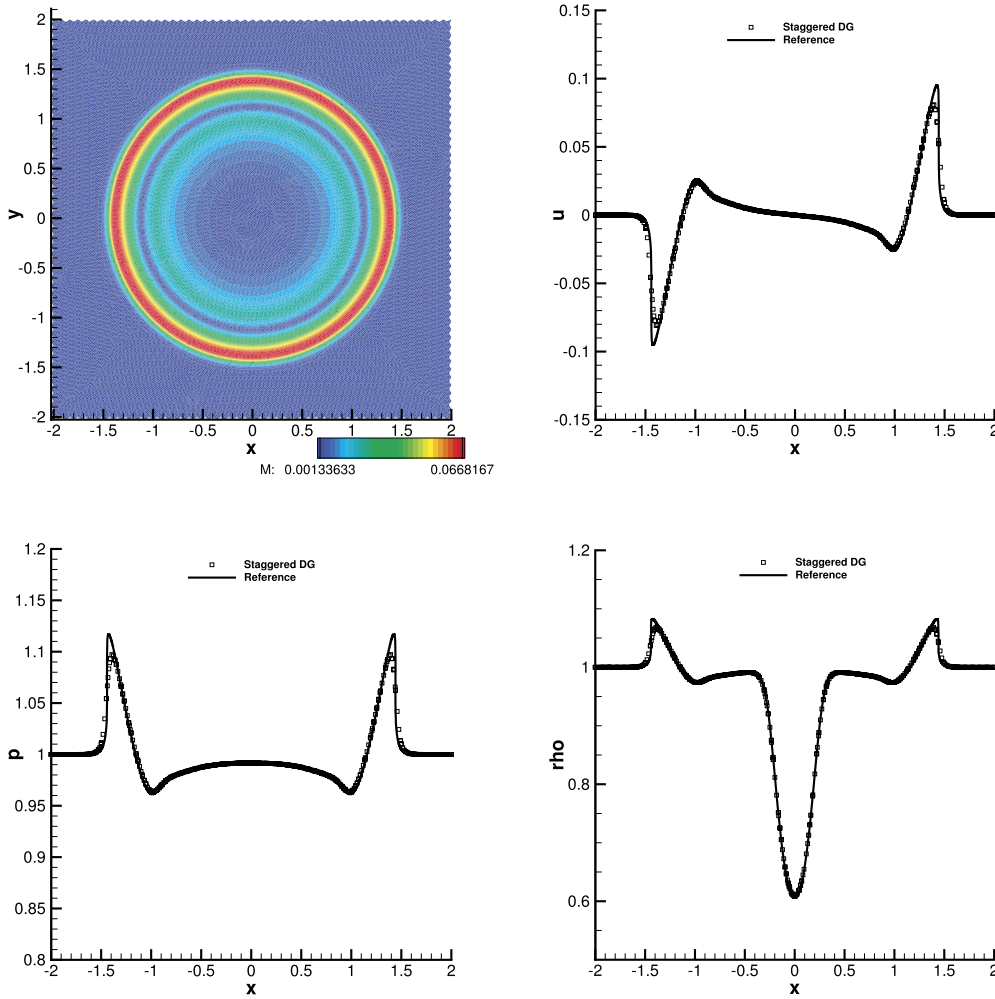 2
1.5
1
0.5
0
-0.5
-1
-1.5
-2
y
-2 -1.5 -1 -0.5 0 0.5 1 1.5 2
x
M: 0.00133633 0.0668167
0.15
0.1
0.05
0
-0.05
-0.1
-0.15
u
Staggered DG
Reference
-2 -1.5 -1 -0.5 0 0.5 1 1.5 2
x
1.2
1.15
1.1
1.05
1
0.95
0.9
0.85
0.8
p
Staggered DG
Reference
-2 -1.5 -1 -0.5 0 0.5 1 1.5 2
x
1.2
1
0.8
0.6
rho
Staggered DG
Reference
-2 -1.5 -1 -0.5 0 0.5 1 1.5 2
x